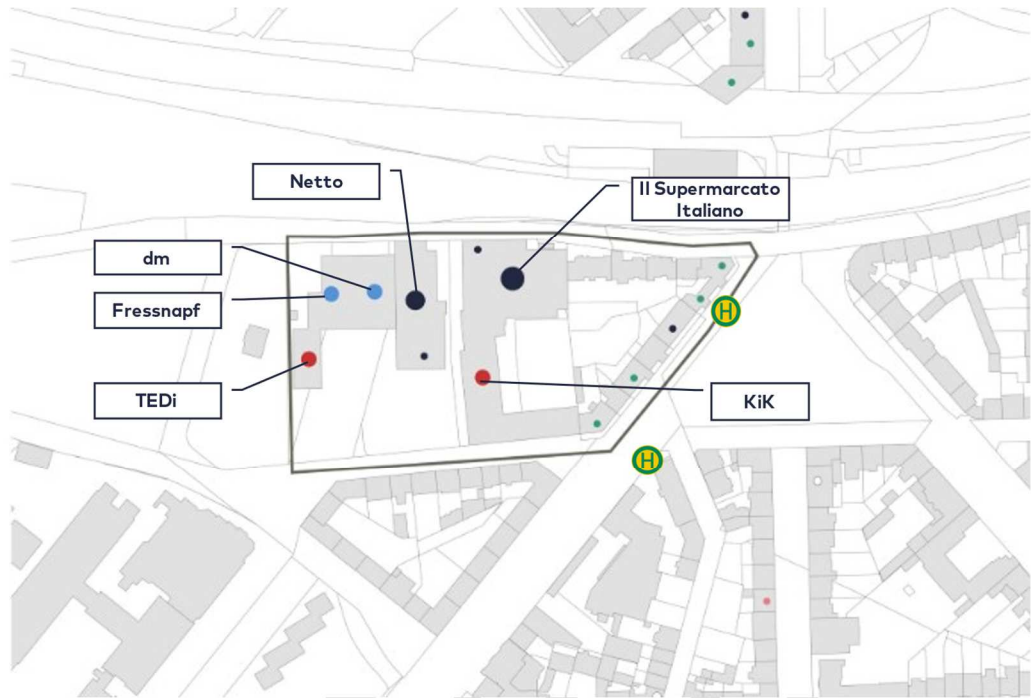 Netto
Il Supermarcato
Italiano
dm
Fressnapf
H
TEDi
KiK
H